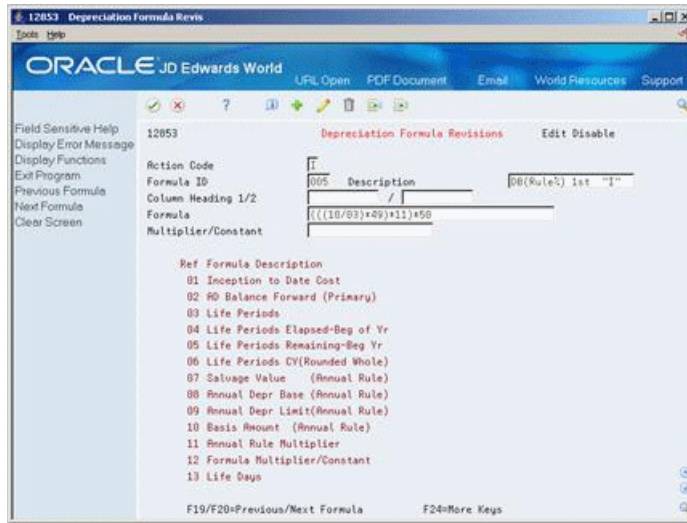 12853 Depreciation Formula Revis
Tools Help
ORACLE JD Edwards World
URL Open PDF Document Email World Resources Support
Field Sensitive Help
Display Error Message
Display Functions
Exit Program
Previous Formula
Next Formula
Clear Screen
12853 Depreciation Formula Revisions Edit Disable
Action Code I
Formula ID 005 Description DB(Rule%) 1st "I"
Column Heading 1/2 /
Formula (((10/03)*49)*11)*50
Multiplier/Constant
Ref Formula Description
01 Inception to Date Cost
02 AD Balance Forward (Primary)
03 Life Periods
04 Life Periods Elapsed-Beg of Yr
05 Life Periods Remaining-Beg Yr
06 Life Periods CY(Rounded Whole)
07 Salvage Value (Annual Rule)
08 Annual Depr Base (Annual Rule)
09 Annual Depr Limit(Annual Rule)
10 Basis Amount (Annual Rule)
11 Annual Rule Multiplier
12 Formula Multiplier/Constant
13 Life Days
F19/F20=Previous/Next Formula F24=More Keys